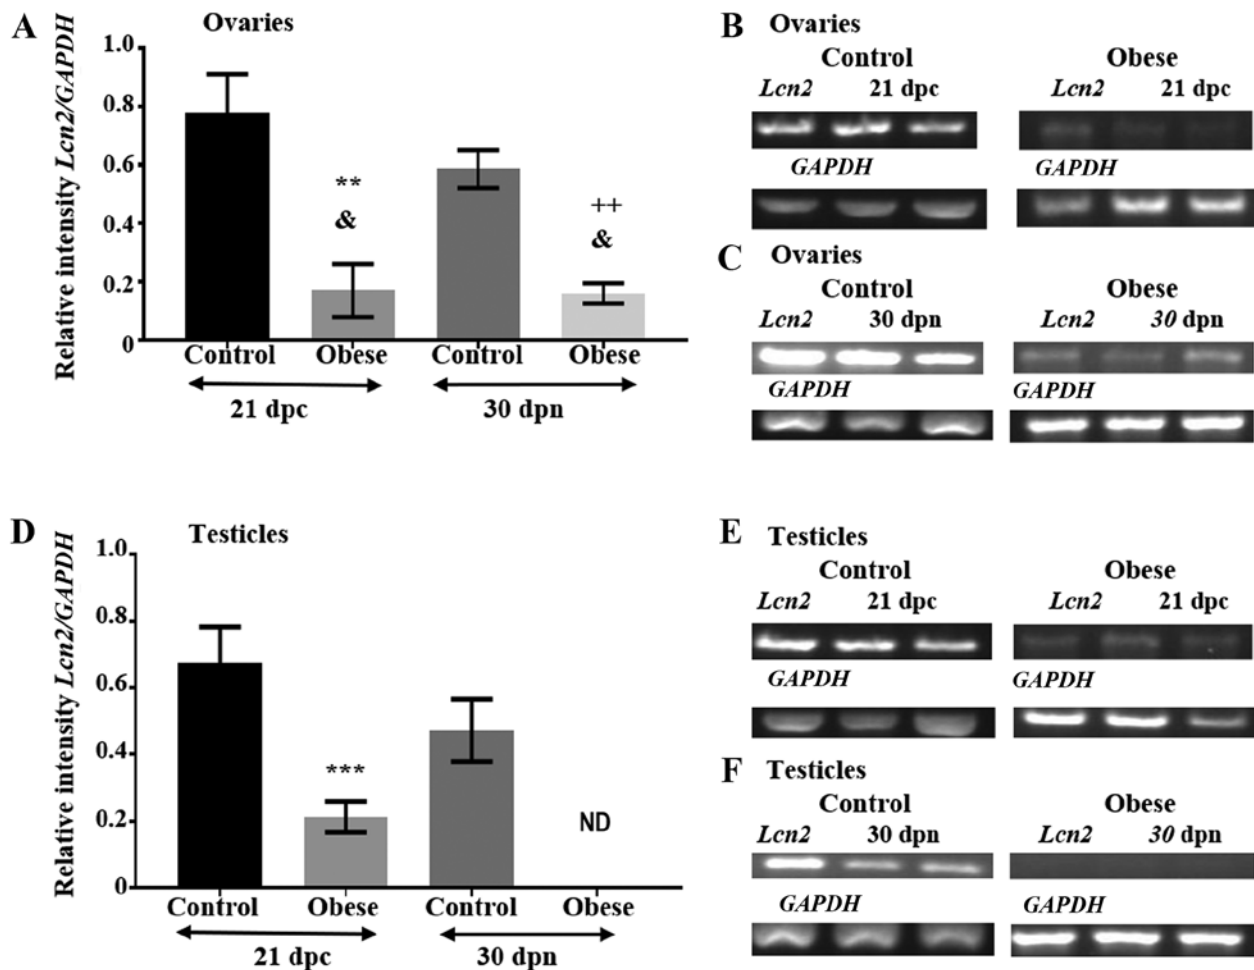 A
Ovaries
Relative intensity Lcn2/GAPDH
1.0
0.8
0.6
0.4
0.2
0
**
&
++
&
Control Obese Control Obese
21 dpc 30 dpn
B Ovaries
Control Obese
Lcn2 21 dpc Lcn2 21 dpc
GAPDH GAPDH
C Ovaries
Control Obese
Lcn2 30 dpn Lcn2 30 dpn
GAPDH GAPDH
D
Testicles
Relative intensity Lcn2/GAPDH
1.0
0.8
0.6
0.4
0.2
0
***
ND
Control Obese Control Obese
21 dpc 30 dpn
E Testicles
Control Obese
Lcn2 21 dpc Lcn2 21 dpc
GAPDH GAPDH
F Testicles
Control Obese
Lcn2 30 dpn Lcn2 30 dpn
GAPDH GAPDH